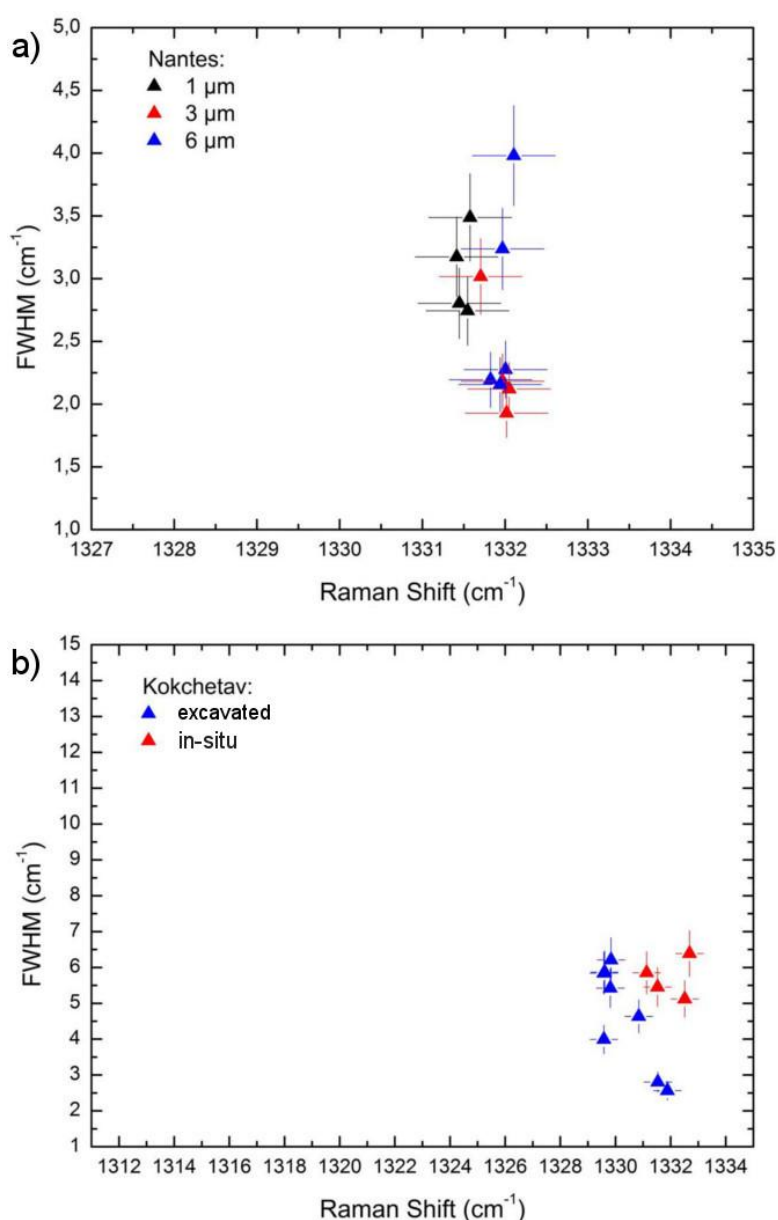 a)
Nantes:
1 µm
3 µm
6 µm
5,0
4,5
4,0
3,5
3,0
2,5
2,0
1,5
1,0
FWHM (cm⁻¹)
1327 1328 1329 1330 1331 1332 1333 1334 1335
Raman Shift (cm⁻¹)
b)
Kokchetav:
excavated
in-situ
15
14
13
12
11
10
9
8
7
6
5
4
3
2
1
FWHM (cm⁻¹)
1312 1314 1316 1318 1320 1322 1324 1326 1328 1330 1332 1334
Raman Shift (cm⁻¹)